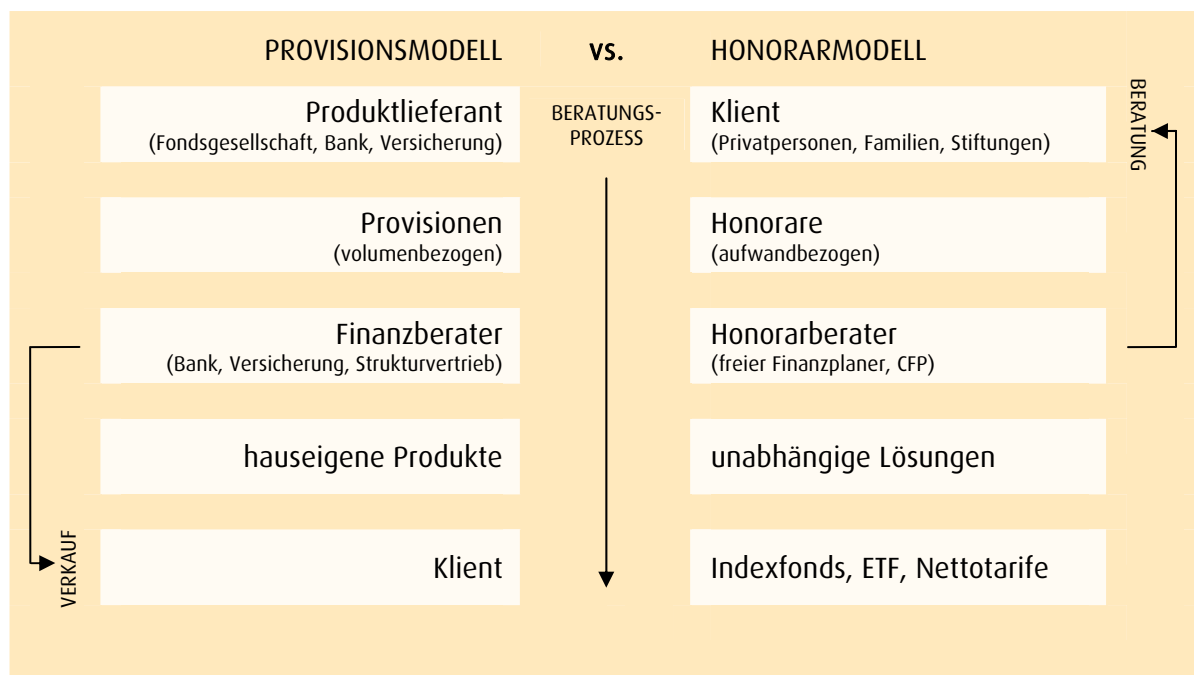 PROVISIONSMODELL vs. HONORARMODELL
Produktlieferant
(Fondsgesellschaft, Bank, Versicherung)
BERATUNGS-
PROZESS
Klient
(Privatpersonen, Familien, Stiftungen)
BERATUNG
Provisionen
(volumenbezogen)
Honorare
(aufwandbezogen)
Finanzberater
(Bank, Versicherung, Strukturvertrieb)
Honorarberater
(freier Finanzplaner, CFP)
hauseigene Produkte
unabhängige Lösungen
VERKAUF
Klient
Indexfonds, ETF, Nettotarife